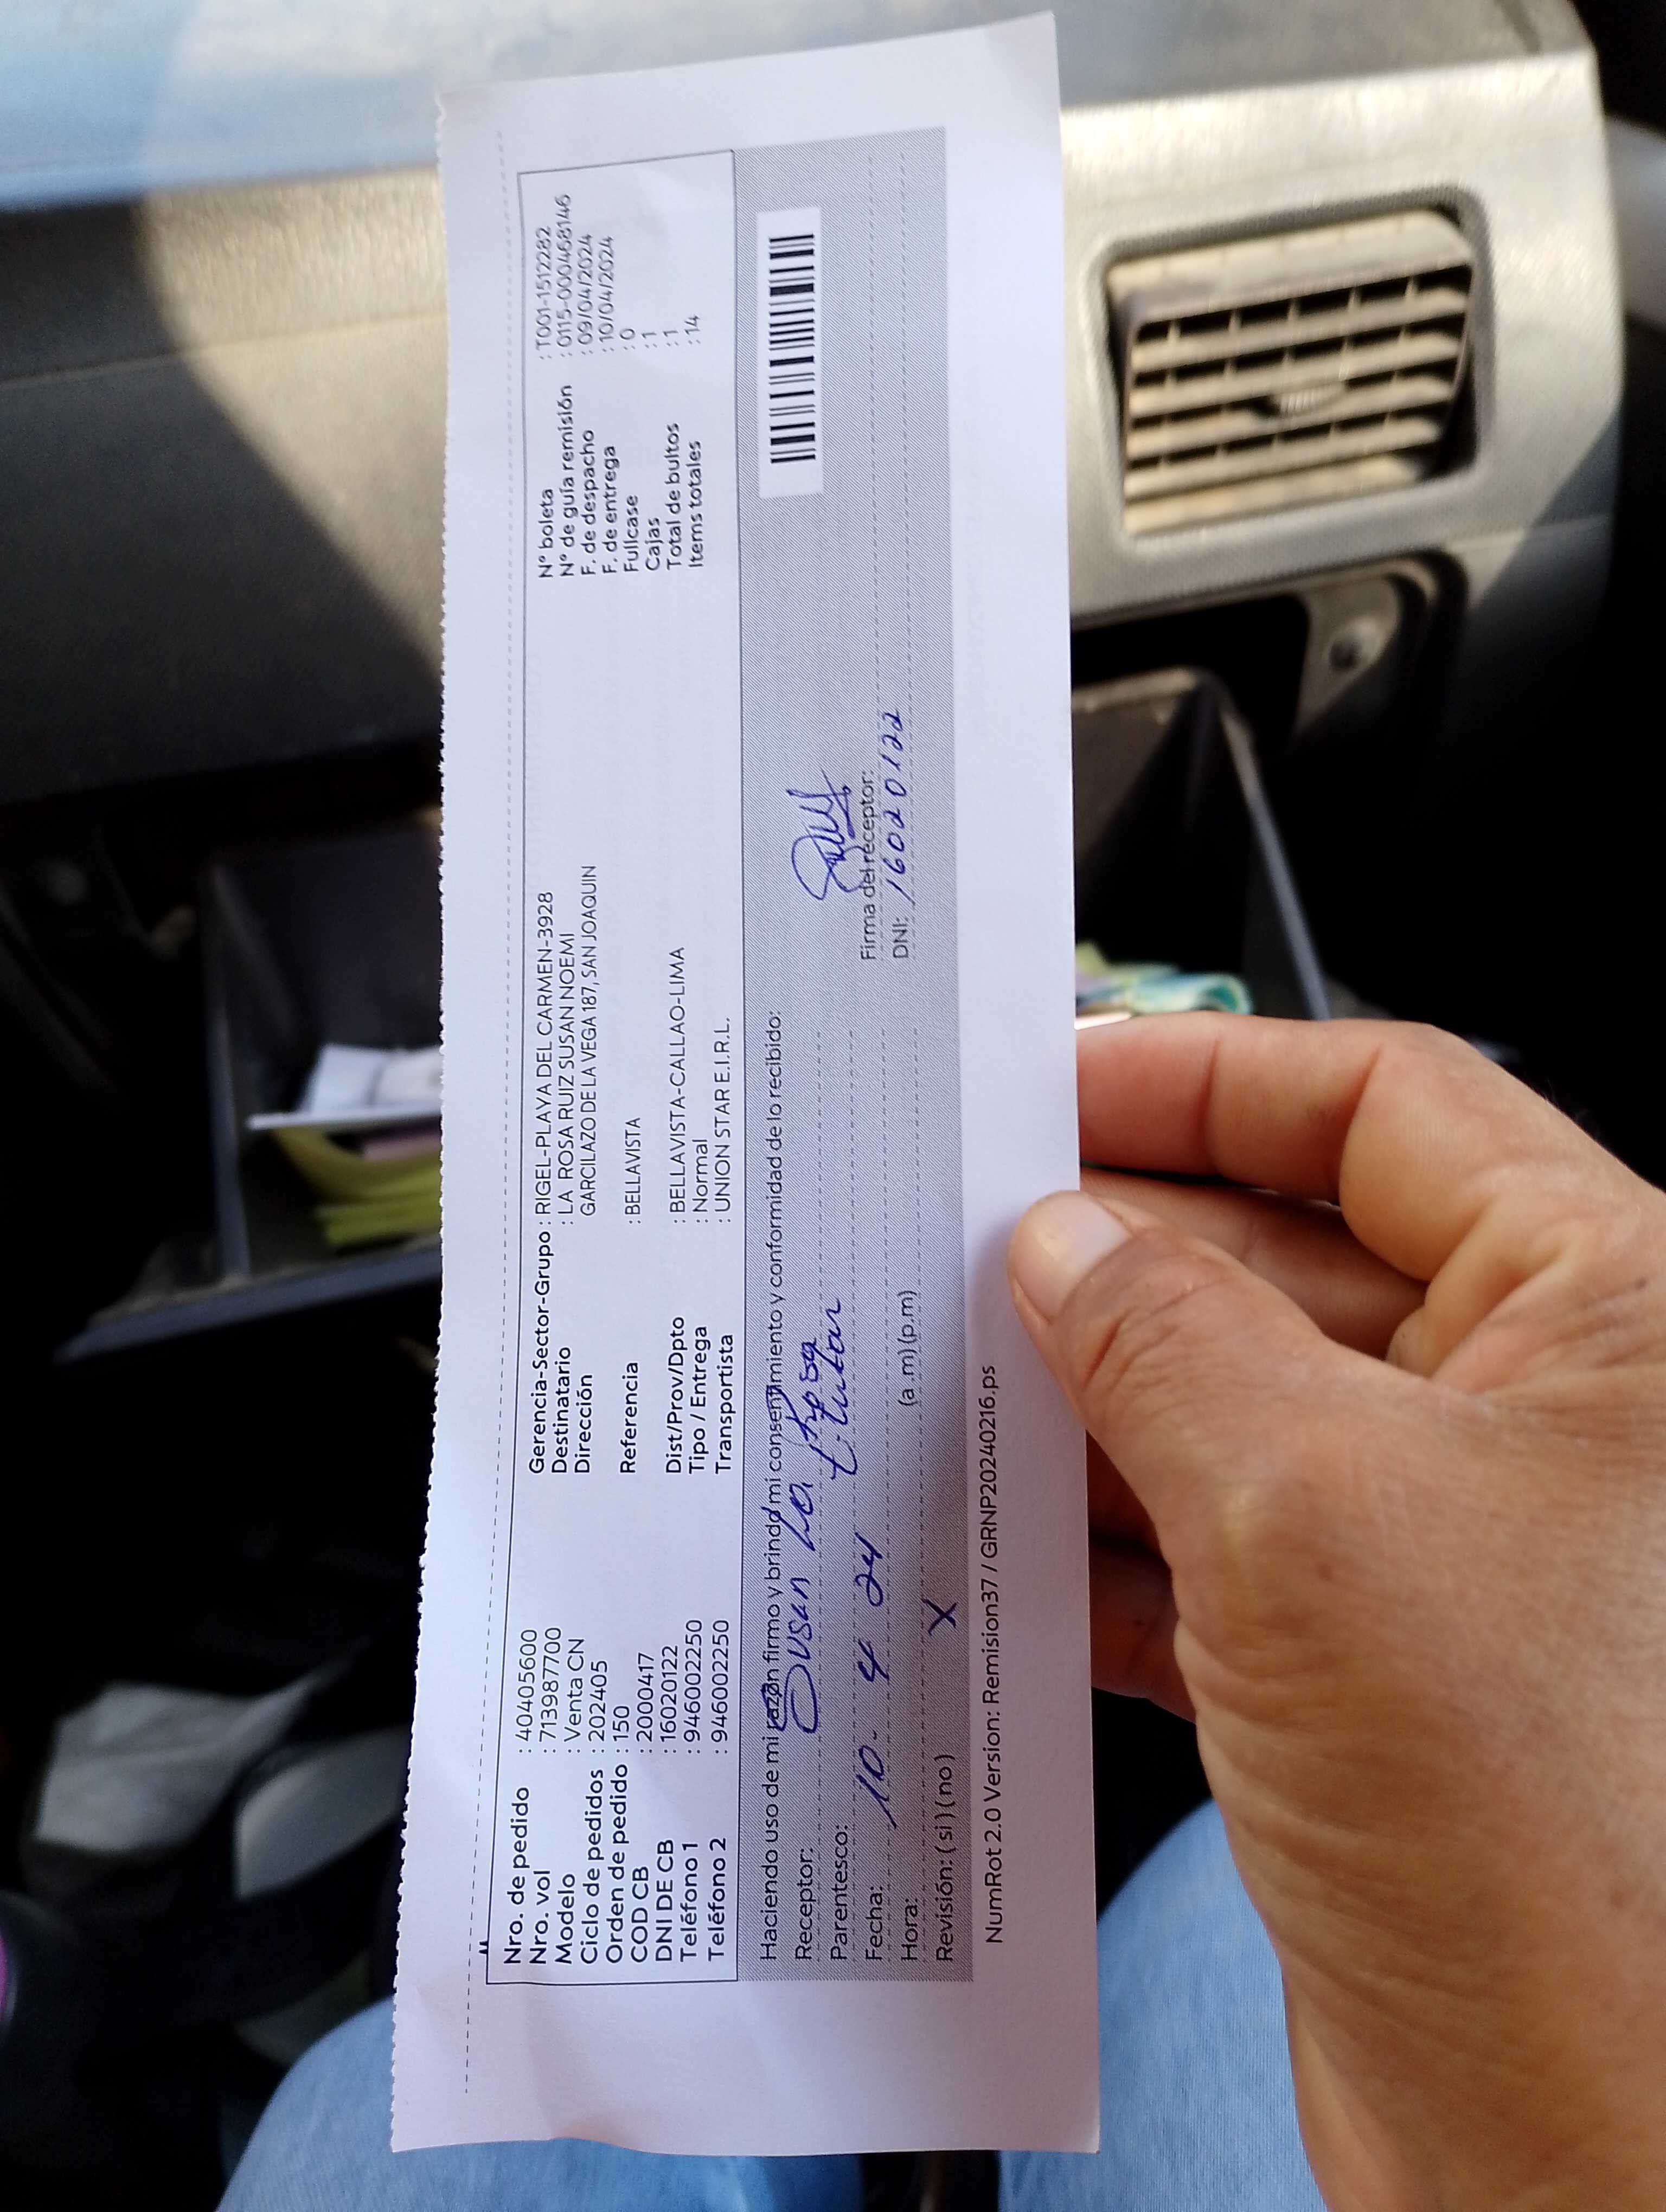 Nro. de pedido : 40405600
Nro. vol : 713987700
Modelo : Venta CN
Ciclo de pedidos : 202405
Orden de pedido : 150
COD CB : 2000417
DNI DE CB : 16020122
Teléfono 1 : 946002250
Teléfono 2 : 946002250
Gerencia-Sector-Grupo : RIGEL-PLAYA DEL CARMEN-3928
Destinatario : LA ROSA RUIZ SUSAN NOEMI
Dirección GARCILAZO DE LA VEGA 187, SAN JOAQUIN
Referencia : BELLAVISTA
Dist/Prov/Dpto : BELLAVISTA-CALLAO-LIMA
Tipo / Entrega : Normal
Transportista : UNION STAR E.I.R.L.
N° boleta : T001-1512282
N° de guía remisión : 0115-0004468146
F. de despacho : 09/04/2024
F. de entrega : 10/04/2024
Fullcase : 0
Cajas : 1
Total de bultos : 1
Items totales : 14
Haciendo uso de mi razón firmo y brindo mi consentimiento y conformidad de lo recibido:
Receptor: Susan La Rosa
Parentesco: titular
Fecha: 10-4 24
Hora: (a .m) (p.m)
Revisión: ( si ) ( no ) X
Firma del receptor:
DNI: 16020122
NumRot 2.0 Version: Remision37 / GRNP20240216.ps